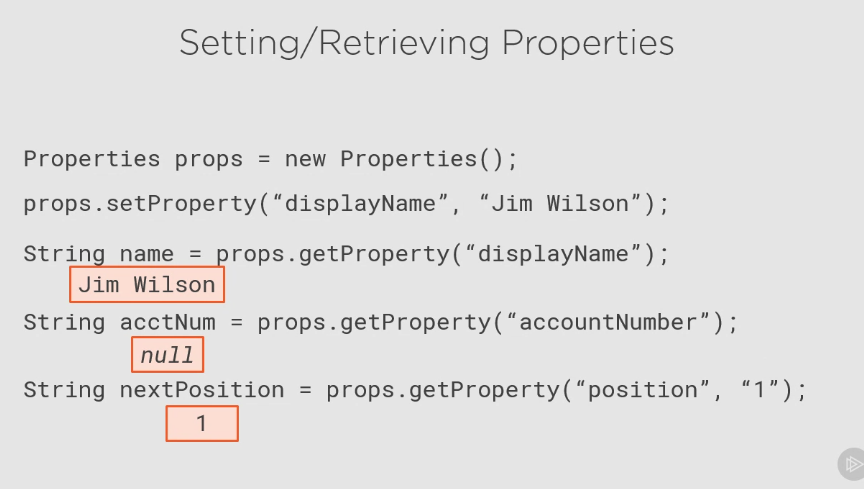 Setting/Retrieving Properties
Properties props = new Properties();
props.setProperty(“displayName”, “Jim Wilson”);
String name = props.getProperty(“displayName”);
Jim Wilson
String acctNum = props.getProperty(“accountNumber”);
null
String nextPosition = props.getProperty(“position”, “1”);
1